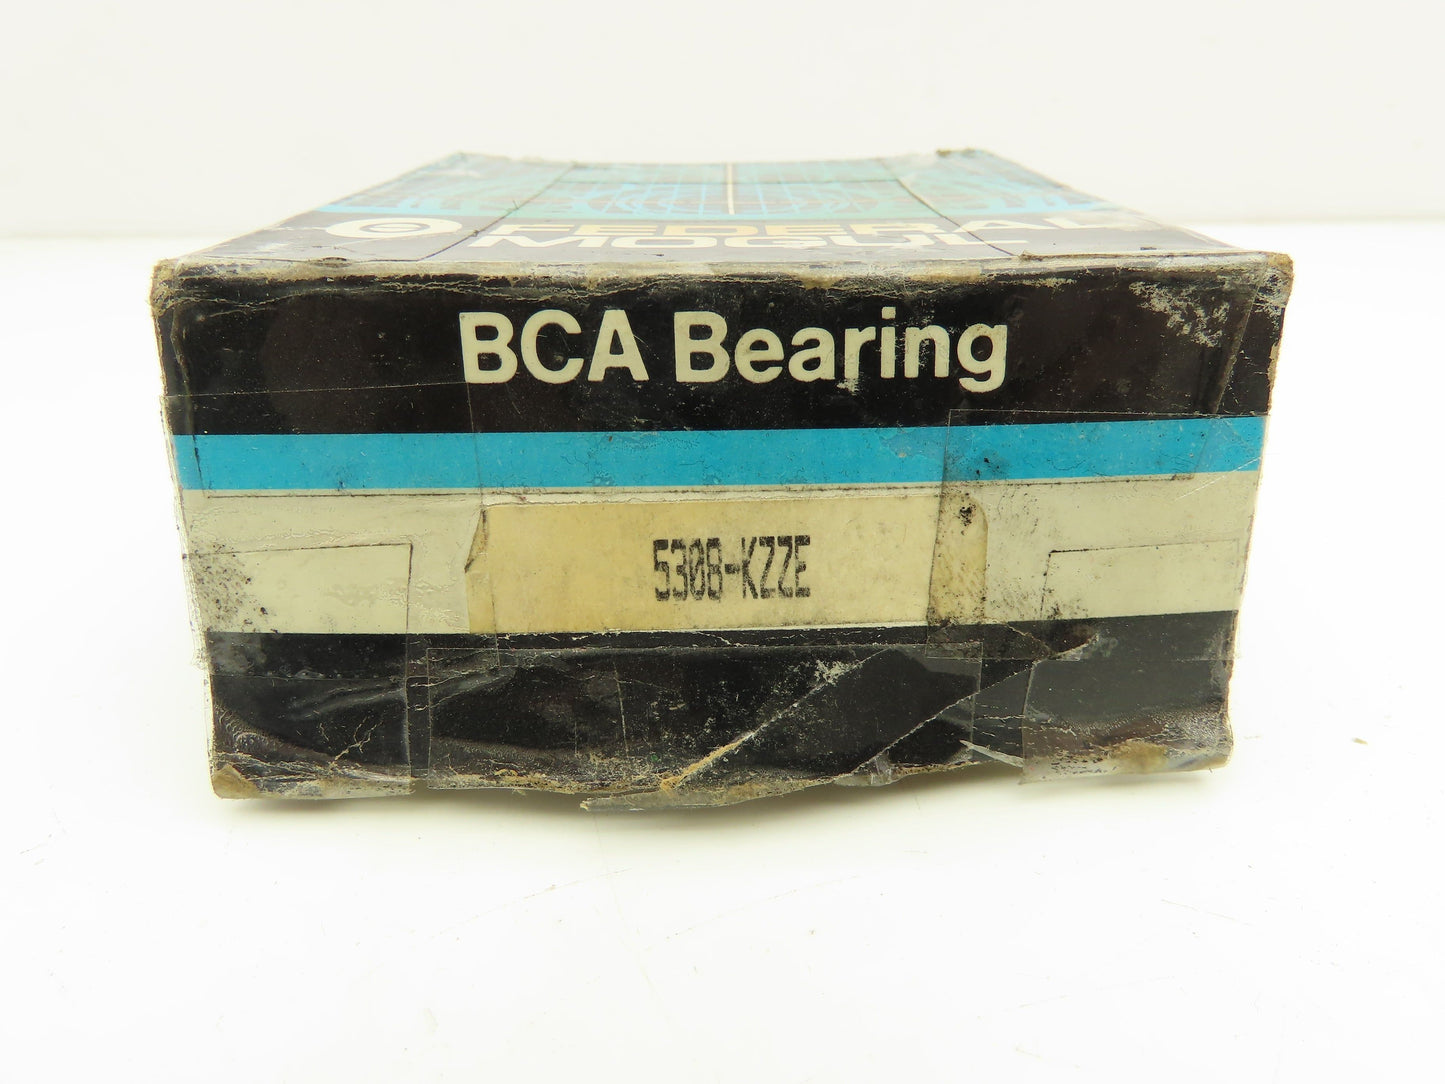 FEDERAL
MOGUL
BCA Bearing
5308-KZZE